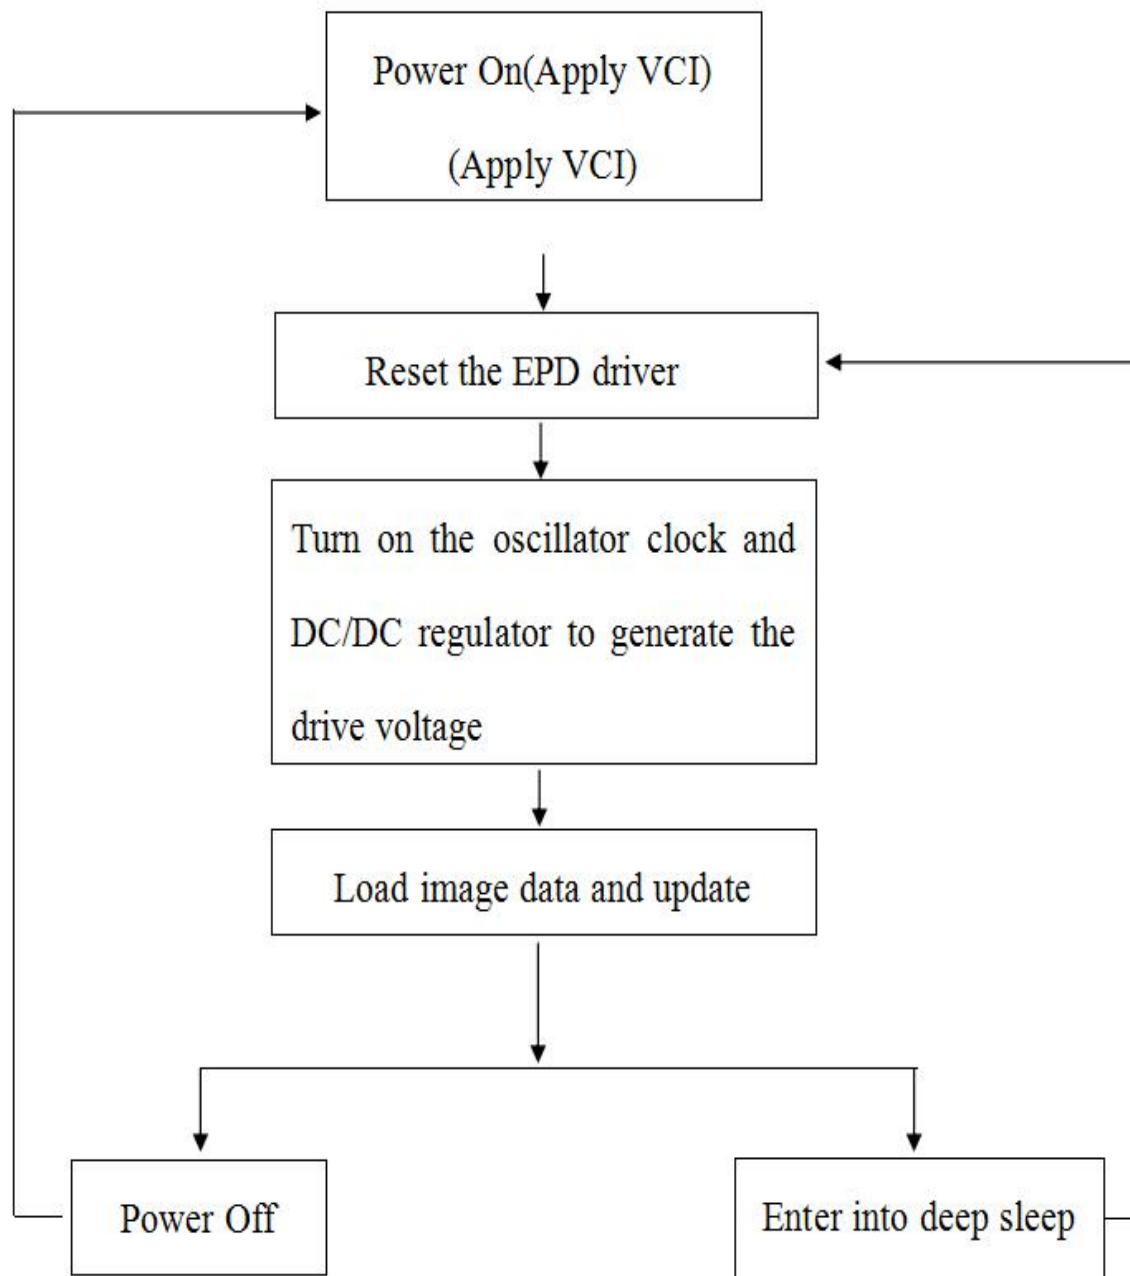 Power On(Apply VCI)
(Apply VCI)
Reset the EPD driver
Turn on the oscillator clock and
DC/DC regulator to generate the
drive voltage
Load image data and update
Power Off
Enter into deep sleep